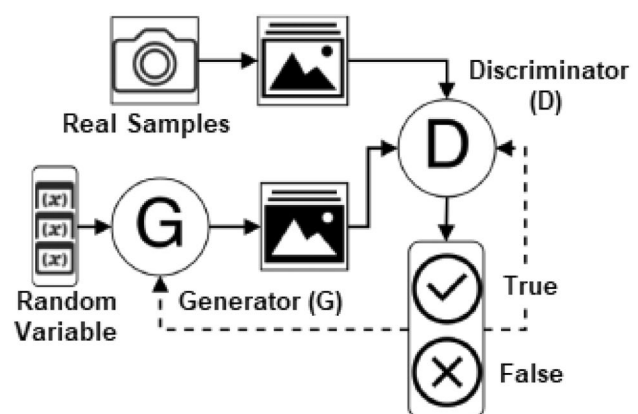 Real Samples
Discriminator
(D)
D
(x)
(x)
(x)
G
Random
Variable
Generator (G)
True
False